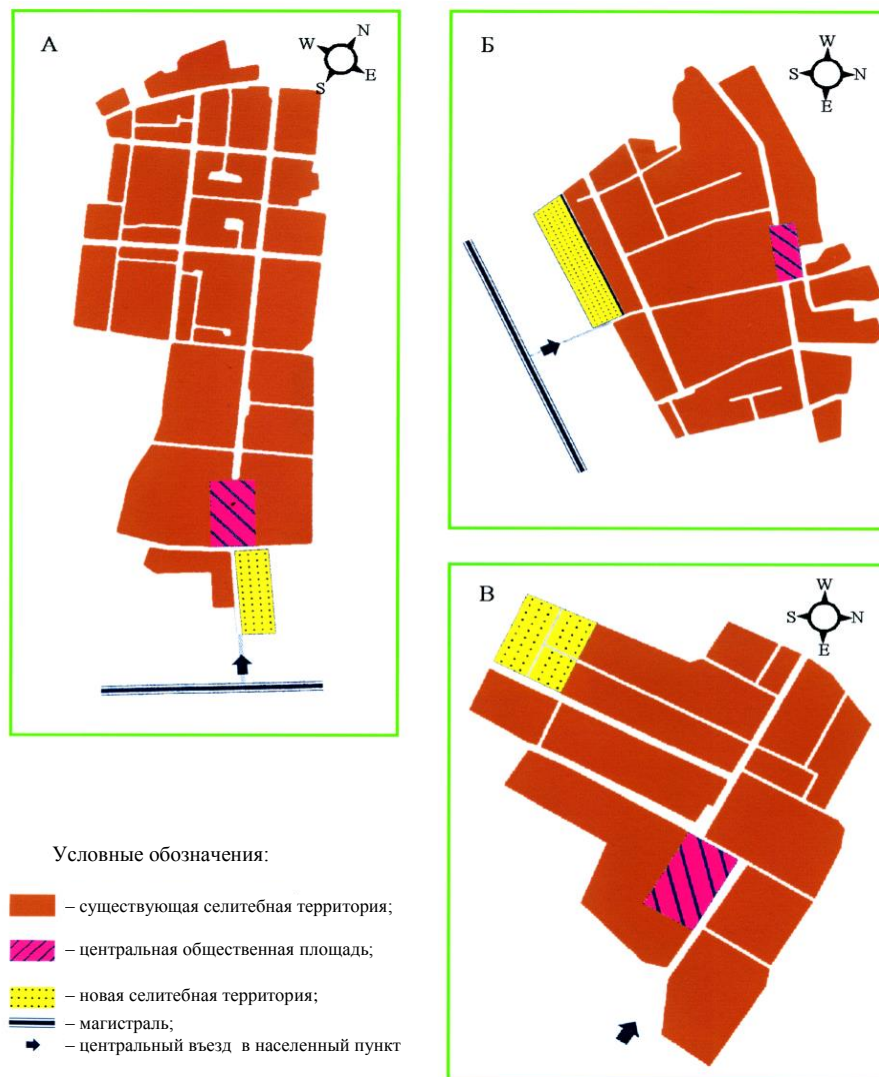 А
N
W
E
S
Б
W
S
N
E
В
W
S
N
E
Условные обозначения:
– существующая селитебная территория;
– центральная общественная площадь;
– новая селитебная территория;
– магистраль;
– центральный въезд в населенный пункт